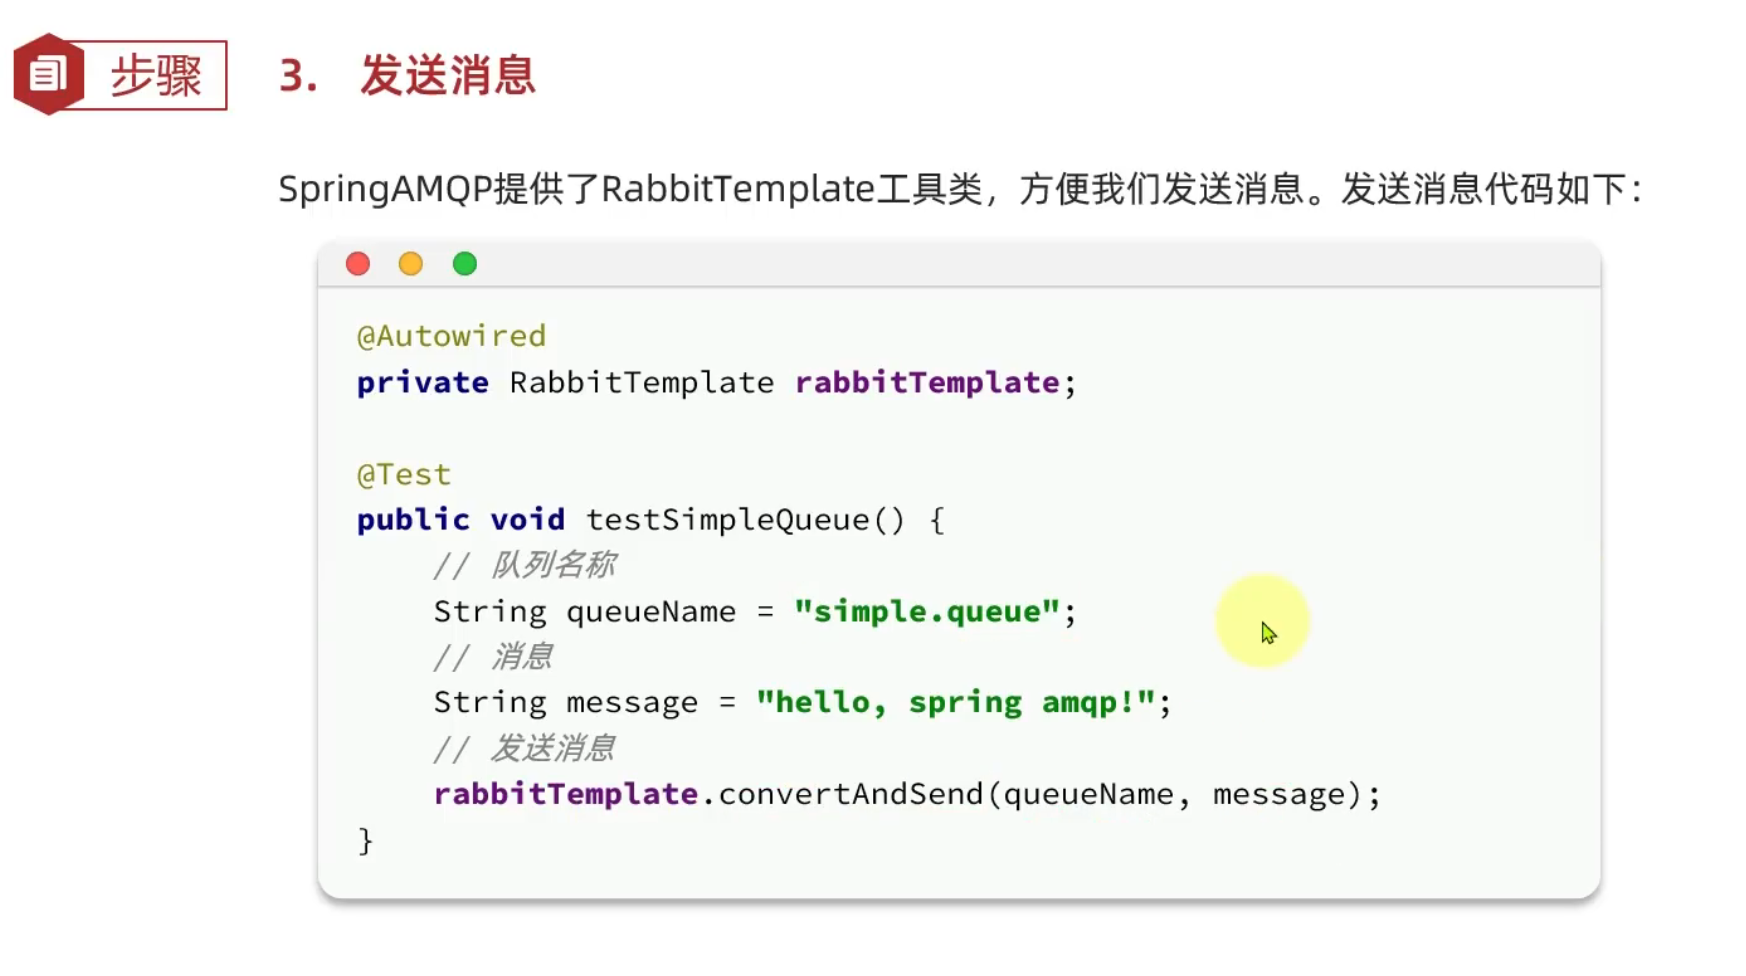 步骤
3. 发送消息
SpringAMQP提供了RabbitTemplate工具类，方便我们发送消息。发送消息代码如下：
@Autowired
private RabbitTemplate rabbitTemplate;
@Test
public void testSimpleQueue() {
    // 队列名称
    String queueName = "simple.queue";
    // 消息
    String message = "hello, spring amqp!";
    // 发送消息
    rabbitTemplate.convertAndSend(queueName, message);
}